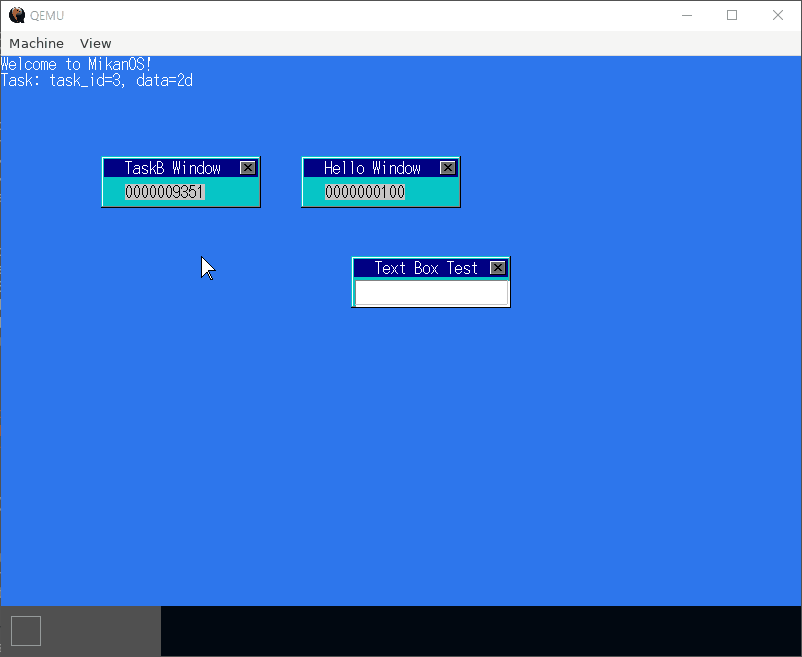 QEMU
Machine View
Welcome to MikanOS!
Task: task_id=3, data=2d
TaskB Window
0000009351
Hello Window
0000000100
Text Box Test